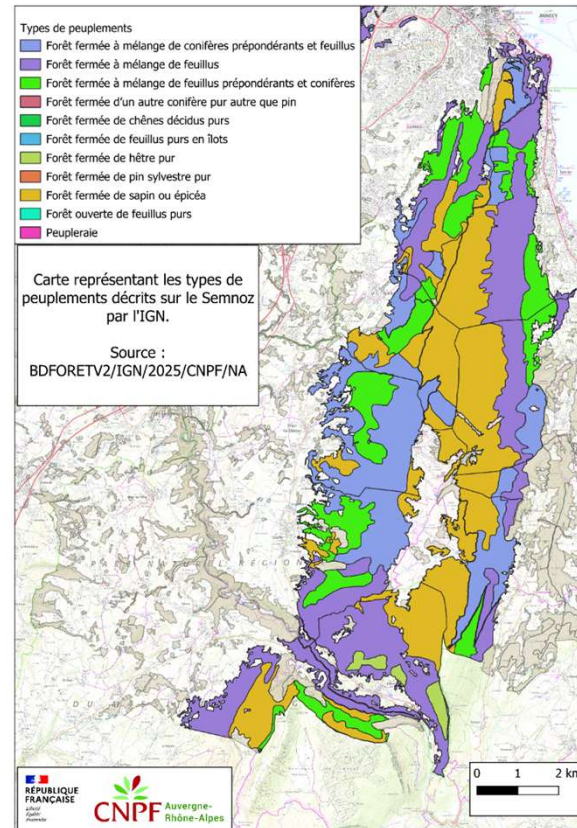 ANNECY
Types de peuplements
Forêt fermée à mélange de conifères prépondérants et feuillus
Forêt fermée à mélange de feuillus
Forêt fermée à mélange de feuillus prépondérants et conifères
Forêt fermée d'un autre conifère pur autre que pin
Forêt fermée de chênes décidus purs
Forêt fermée de feuillus purs en îlots
Forêt fermée de hêtre pur
Forêt fermée de pin sylvestre pur
Forêt fermée de sapin ou épicéa
Forêt ouverte de feuillus purs
Peupleraie
Carte représentant les types de
peuplements décrits sur le Semnoz
par l'IGN.
Source :
BDFORETV2/IGN/2025/CNPF/NA
RÉPUBLIQUE
FRANÇAISE
Liberté
Égalité
Fraternité
CNPF Auvergne-
Rhône-Alpes
0 1 2 km